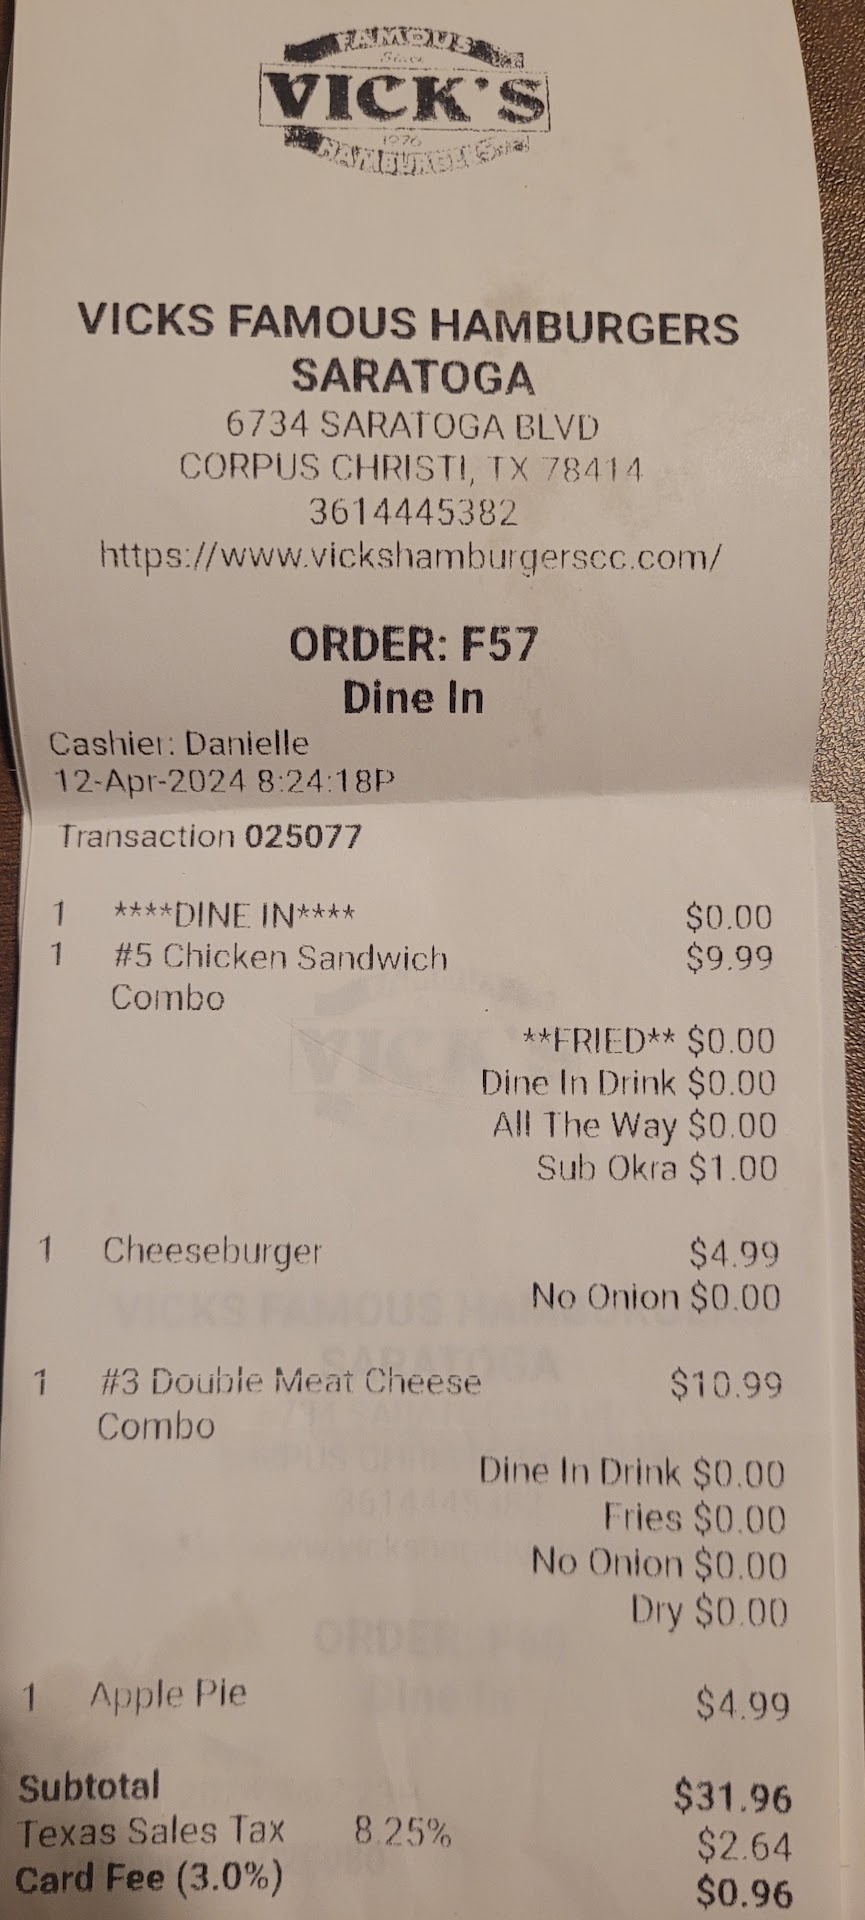 FAMOUS
Since
VICK'S
1976
HAMBURGERS
VICKS FAMOUS HAMBURGERS
SARATOGA
6734 SARATOGA BLVD
CORPUS CHRISTI, TX 78414
3614445382
https://www.vickshamburgerscc.com/
ORDER: F57
Dine In
Cashier: Danielle
12-Apr-2024 8:24:18P
Transaction 025077
1 ****DINE IN**** $0.00
1 #5 Chicken Sandwich $9.99
Combo
**FRIED** $0.00
Dine In Drink $0.00
All The Way $0.00
Sub Okra $1.00
1 Cheeseburger $4.99
No Onion $0.00
1 #3 Double Meat Cheese $10.99
Combo
Dine In Drink $0.00
Fries $0.00
No Onion $0.00
Dry $0.00
1 Apple Pie $4.99
Subtotal $31.96
Texas Sales Tax 8.25% $2.64
Card Fee (3.0%) $0.96